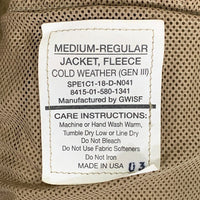 MEDIUM-REGULAR
JACKET, FLEECE
COLD WEATHER (GEN III)
SPE1C1-18-D-N041
8415-01-580-1341
Manufactured by GWISF
CARE INSTRUCTIONS:
Machine or Hand Wash Warm,
Tumble Dry Low or Line Dry
Do Not Bleach
Do Not Use Fabric Softeners
Do Not Iron
MADE IN USA 03